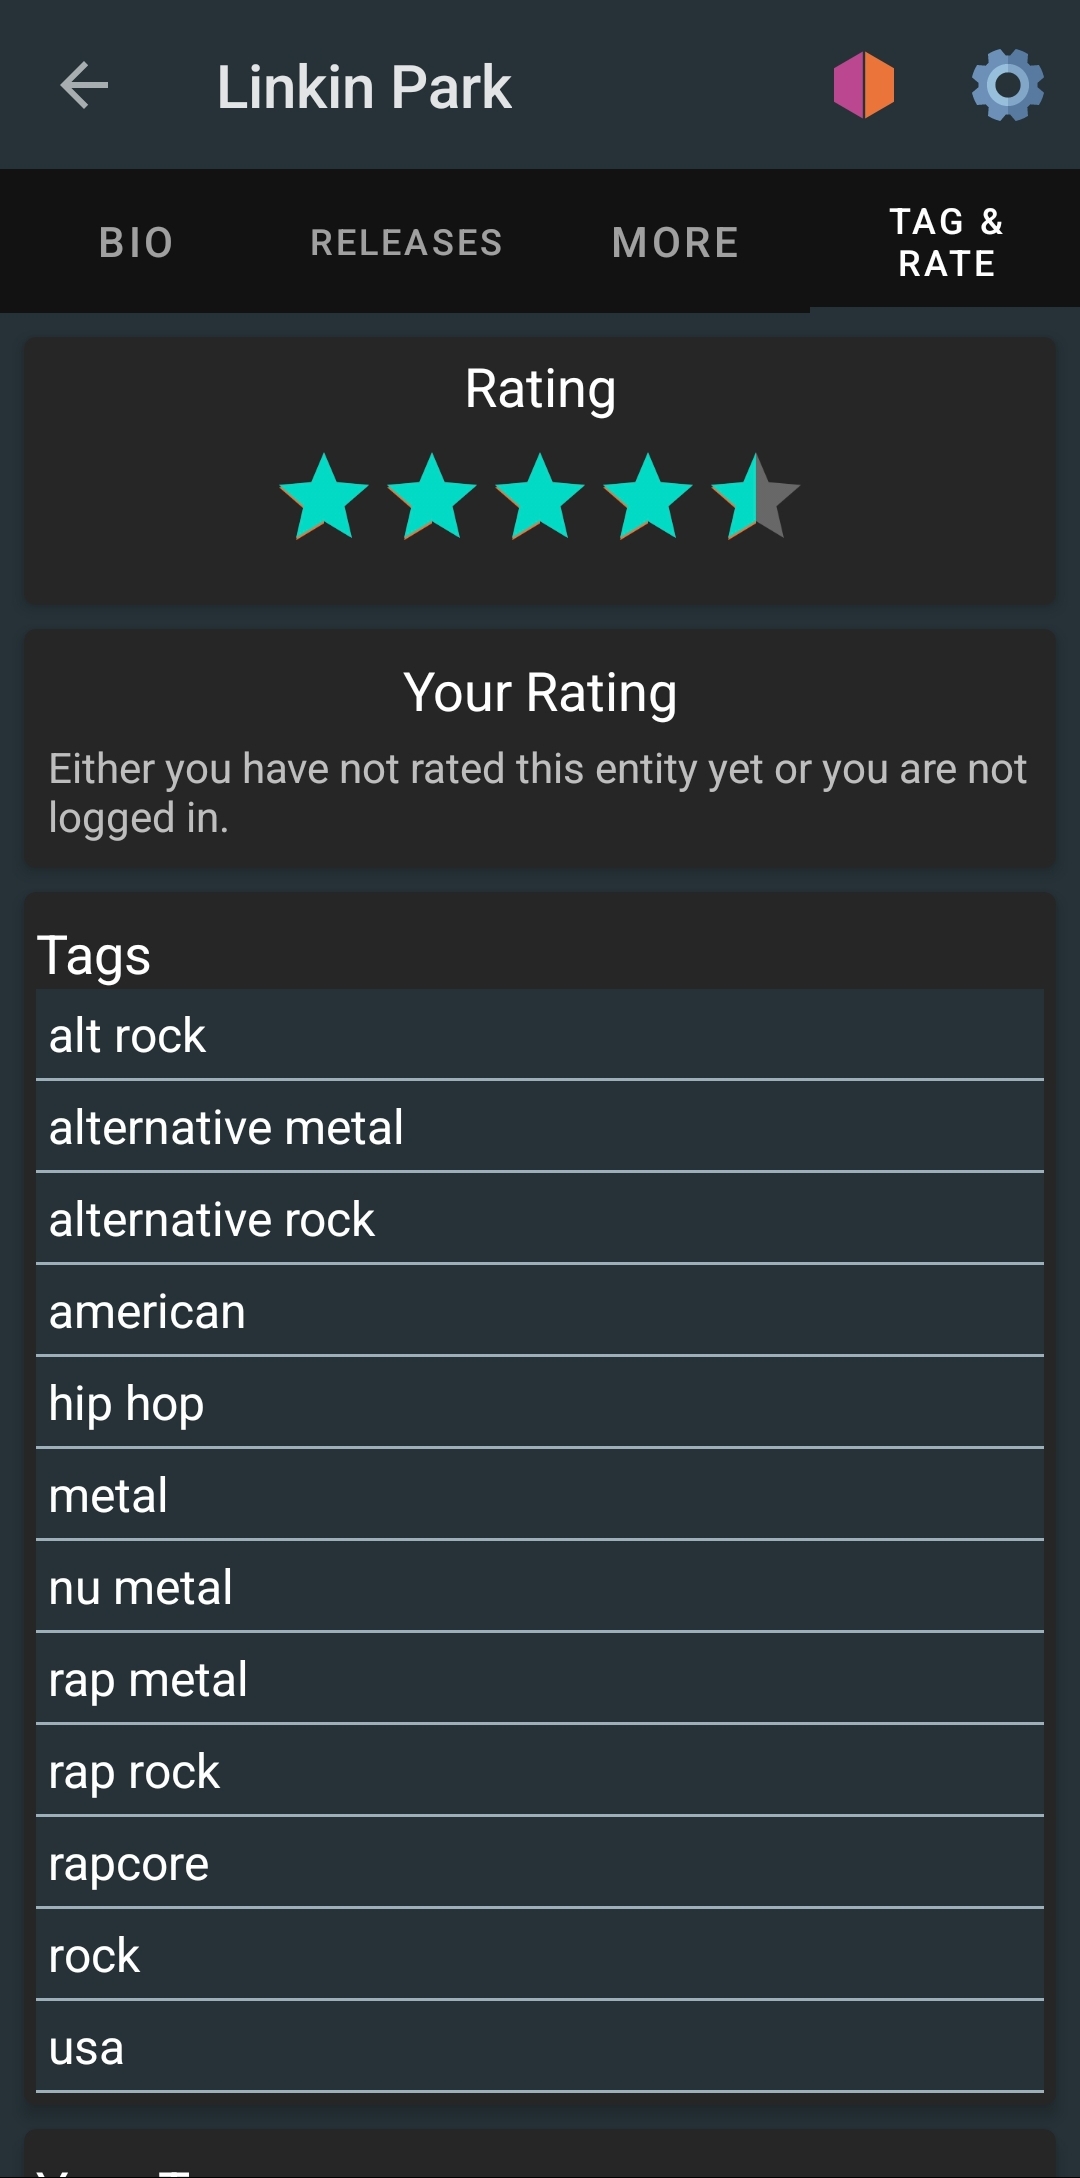 Linkin Park
BIO
RELEASES
MORE
TAG &
RATE
Rating
Your Rating
Either you have not rated this entity yet or you are not
logged in.
Tags
alt rock
alternative metal
alternative rock
american
hip hop
metal
nu metal
rap metal
rap rock
rapcore
rock
usa